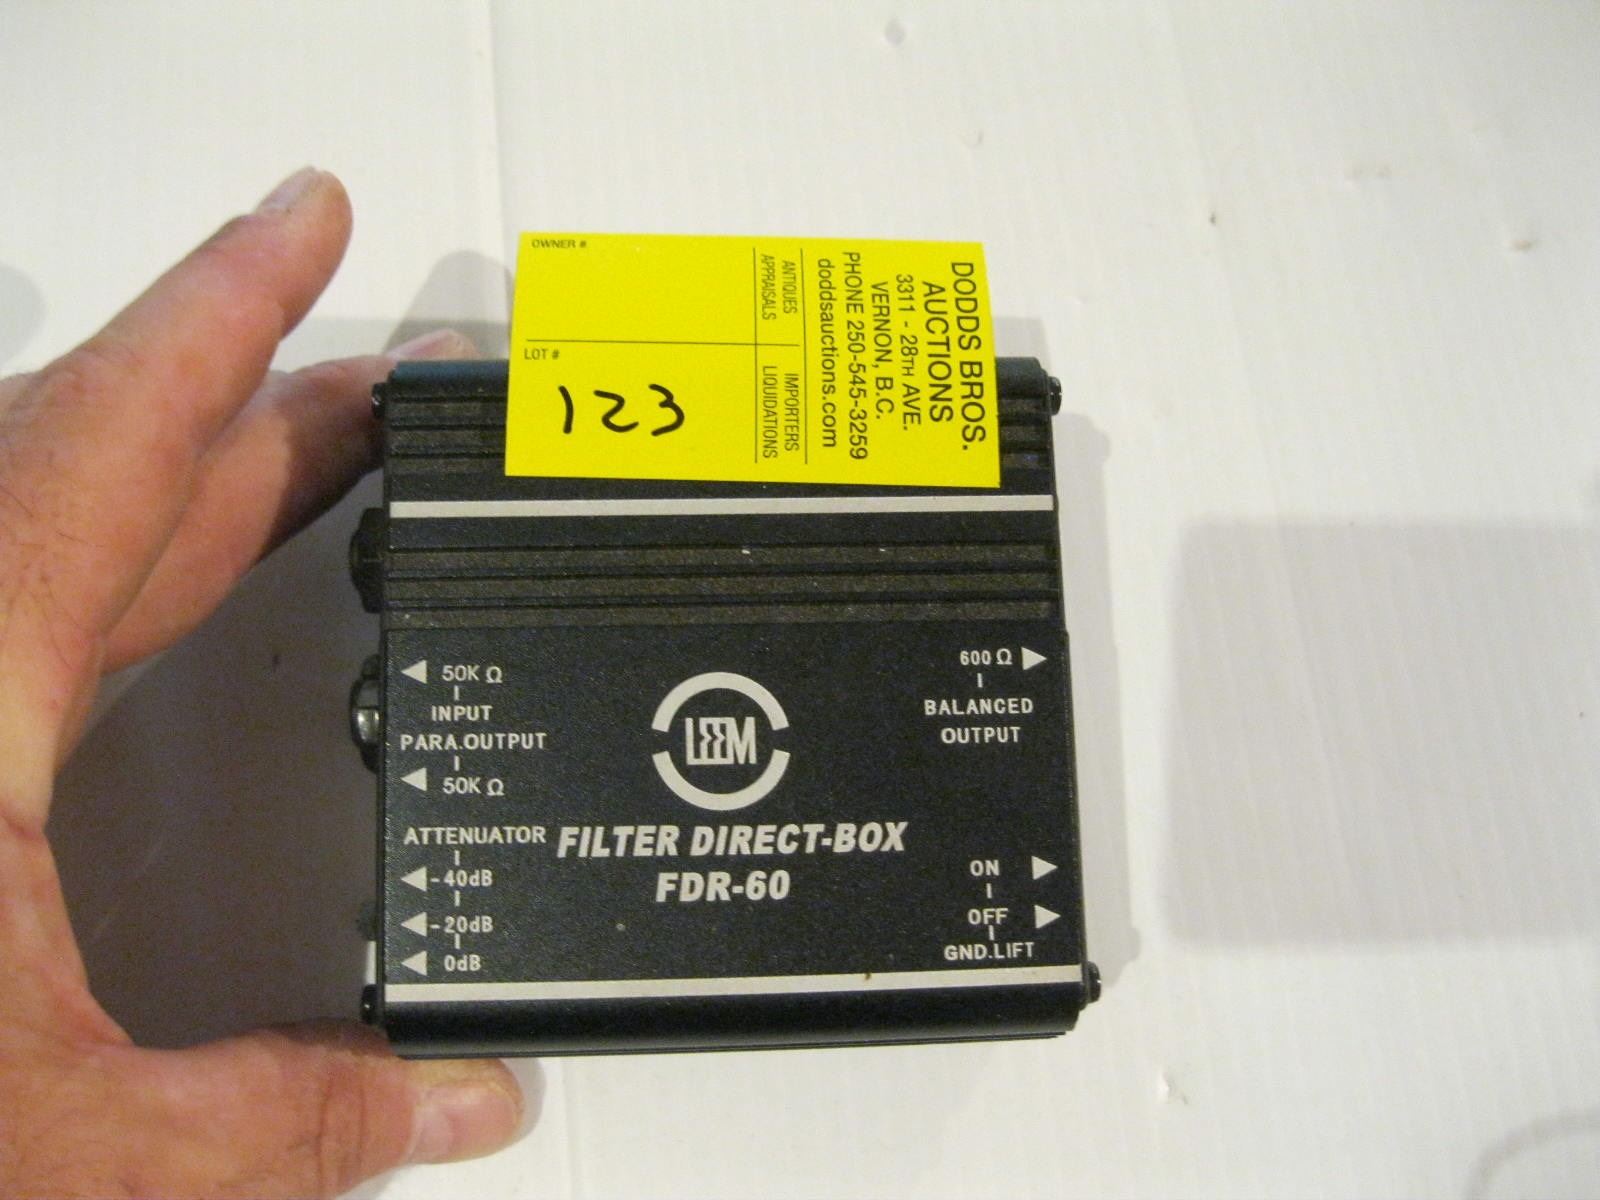 OWNER #
LOT #
123
ANTIQUES
APPRAISALS
IMPORTERS
LIQUIDATIONS
DODDS BROS.
AUCTIONS
3311 - 28TH AVE.
VERNON, B.C.
PHONE 250-545-3259
doddsauctions.com
50K Ω
INPUT
PARA.OUTPUT
50K Ω
ATTENUATOR
-40dB
-20dB
0dB
LEEM
FILTER DIRECT-BOX
FDR-60
600 Ω
BALANCED
OUTPUT
ON
OFF
GND.LIFT